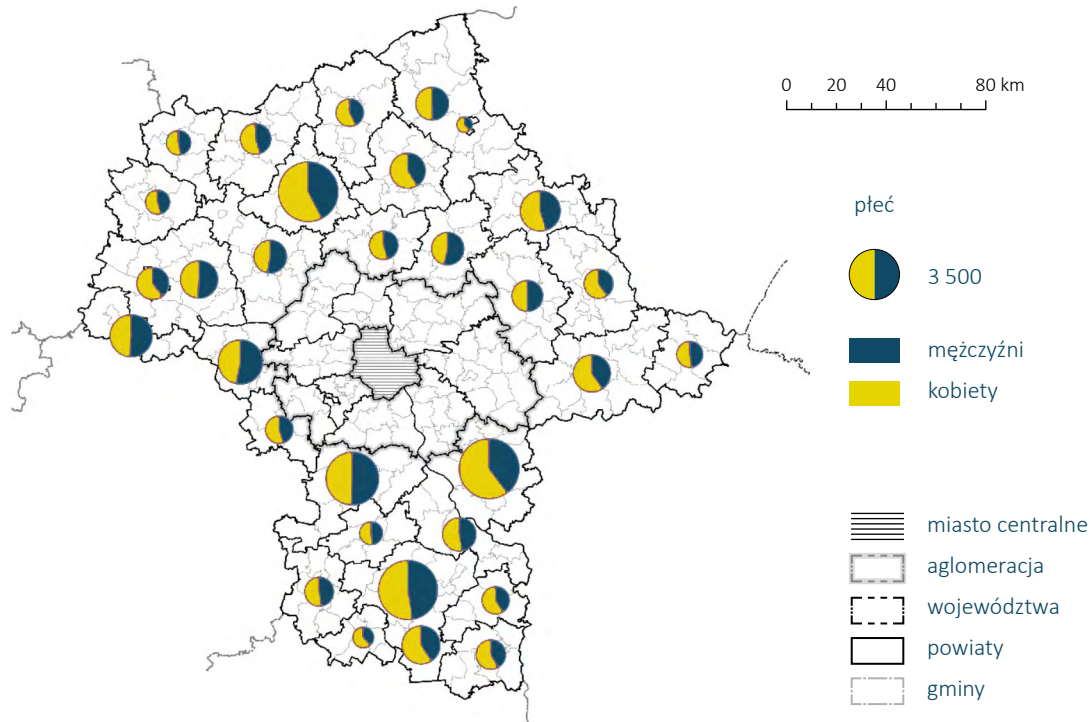 0 20 40 80 km
płeć
3 500
mężczyźni
kobiety
miasto centralne
aglomeracja
województwa
powiaty
gminy